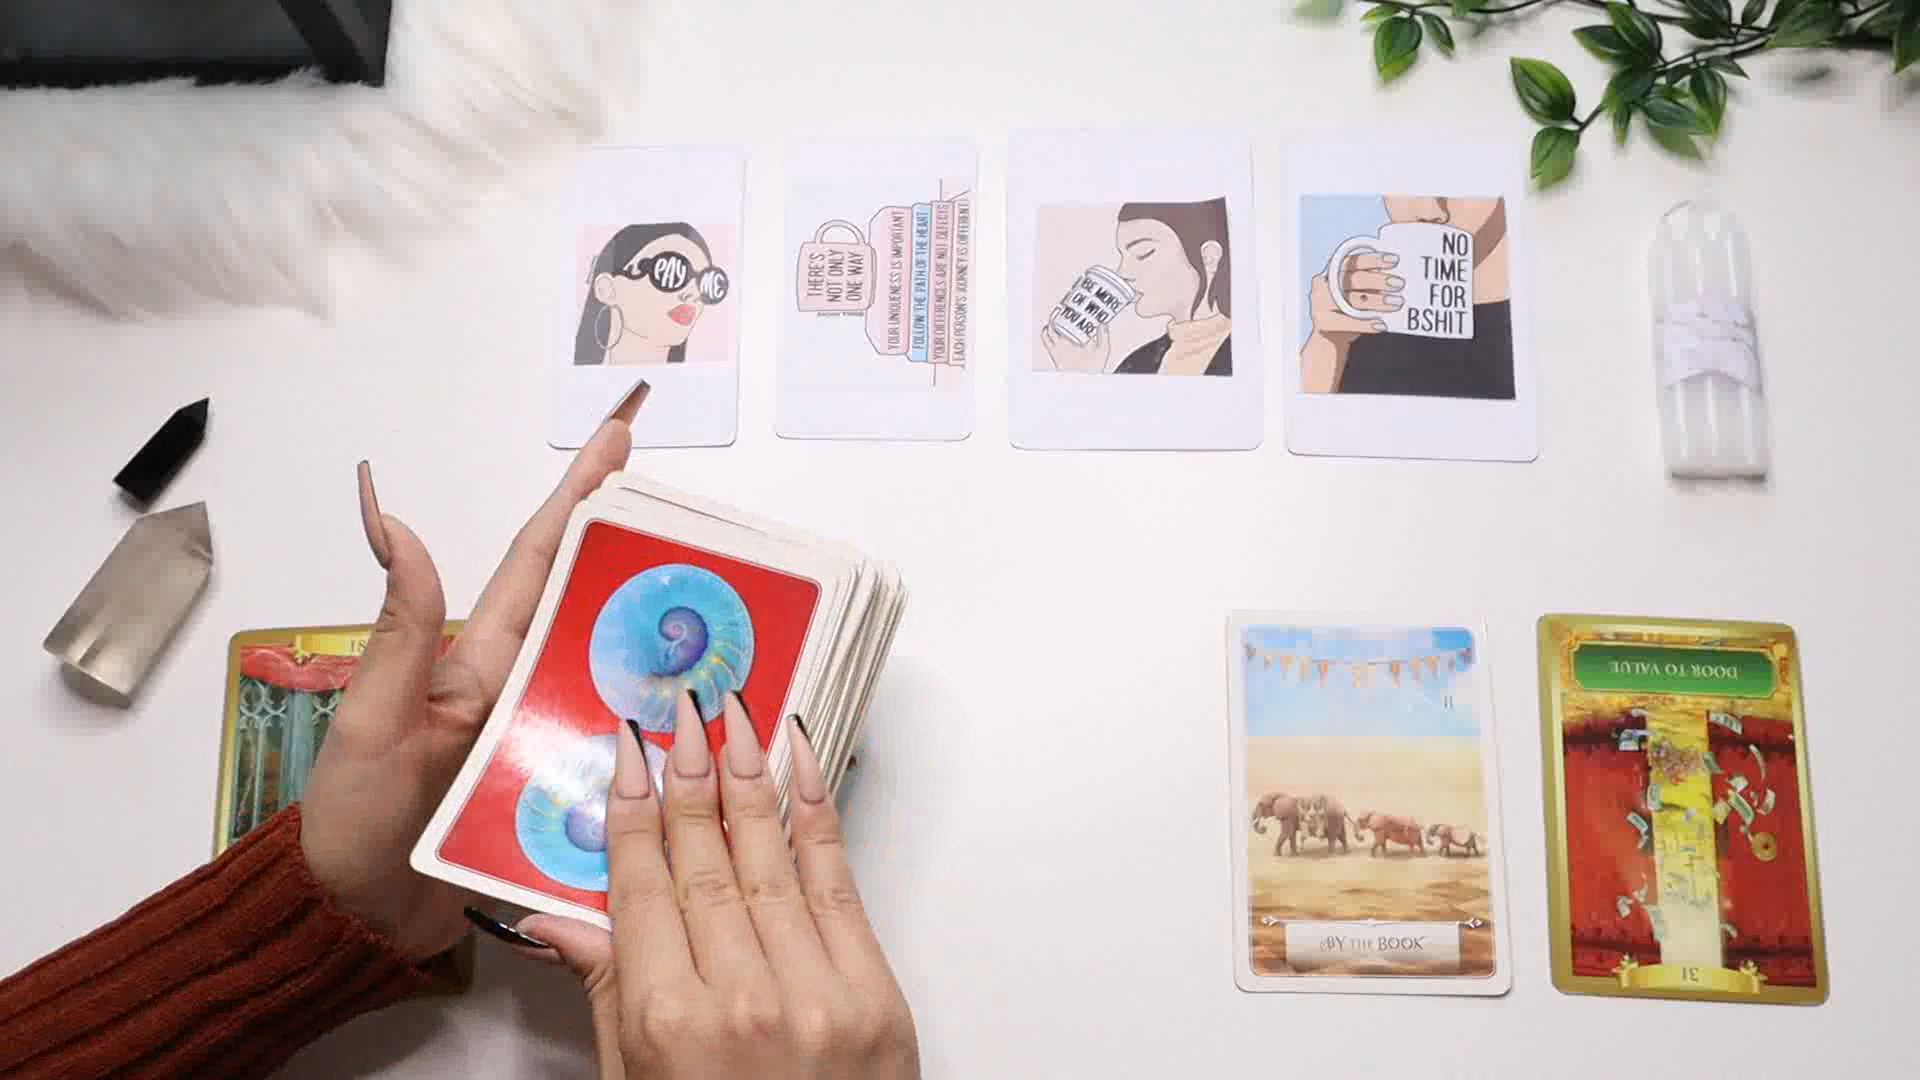 PAY ME
THERE'S
NOT ONLY
ONE WAY
YOUR UNIQUENESS IS IMPORTANT
FOLLOW THE PATH OF THE HEART
YOUR DIFFERENCES ARE NOT DEFECTS
EACH PERSON'S JOURNEY IS DIFFERENT
BE MORE
OF WHO
YOU ARE
NO
TIME
FOR
BSHIT
18
11
BY THE BOOK
DOOR TO VALUE
31